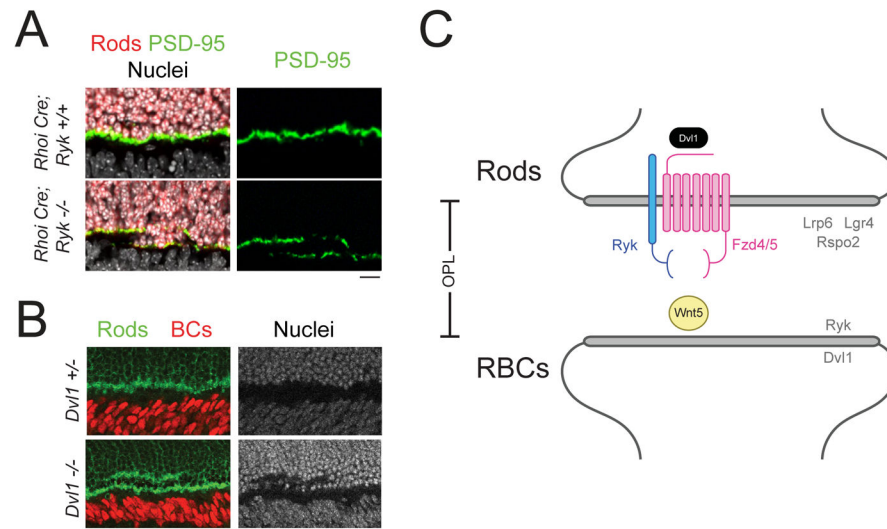 A
Rods PSD-95
Nuclei
PSD-95
Rhoi Cre;
Ryk +/+
Rhoi Cre;
Ryk -/-
B
Rods BCs
Nuclei
Dvl1 +/-
Dvl1 -/-
C
Dvl1
Rods
Lrp6 Lgr4
Rspo2
Ryk
Fzd4/5
OPL
Wnt5
Ryk
RBCs
Dvl1